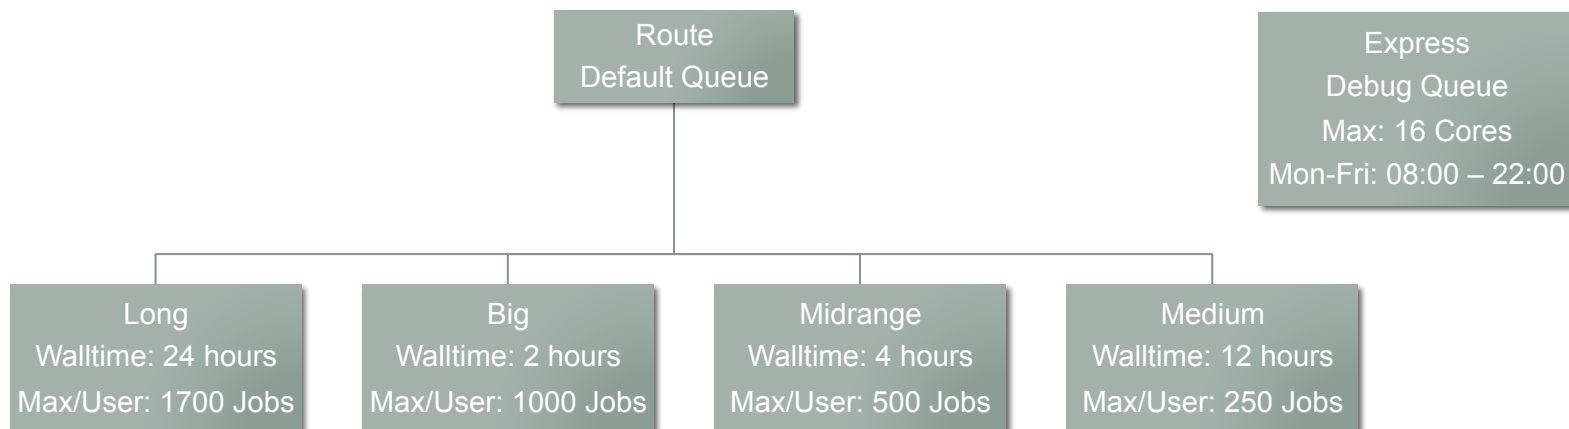 Route
Default Queue
Express
Debug Queue
Max: 16 Cores
Mon-Fri: 08:00 – 22:00
Long
Walltime: 24 hours
Max/User: 1700 Jobs
Big
Walltime: 2 hours
Max/User: 1000 Jobs
Midrange
Walltime: 4 hours
Max/User: 500 Jobs
Medium
Walltime: 12 hours
Max/User: 250 Jobs